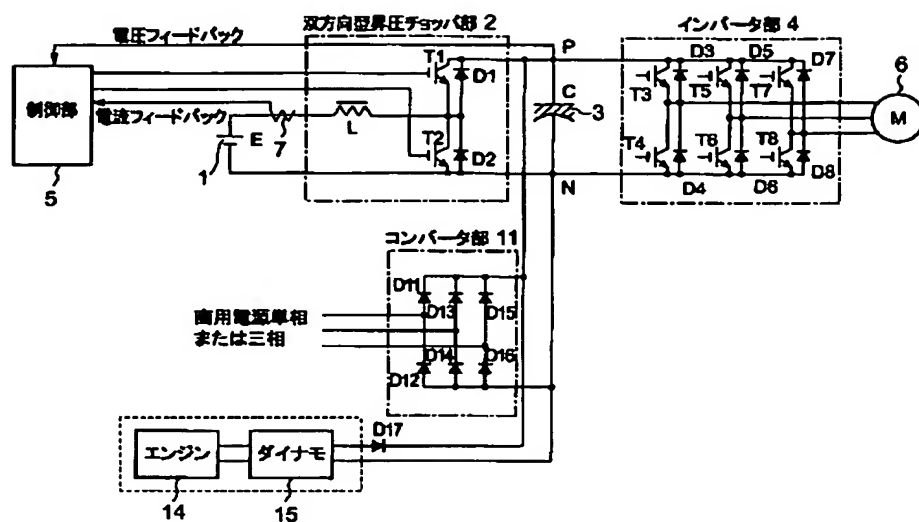 双方向型昇圧チョッパ部 2
インバータ部 4
電圧フィードバック
P
T1
D1
D3
D5
D7
6
制御部
T3
T5
T7
C
3
M
電流フィードバック
E
7
L
T2
T4
T6
T8
1
D2
5
N
D4
D6
D8
コンバータ部 11
D11
D13
D15
商用電源単相
または三相
D14
D16
D12
D17
エンジン
ダイナモ
14
15